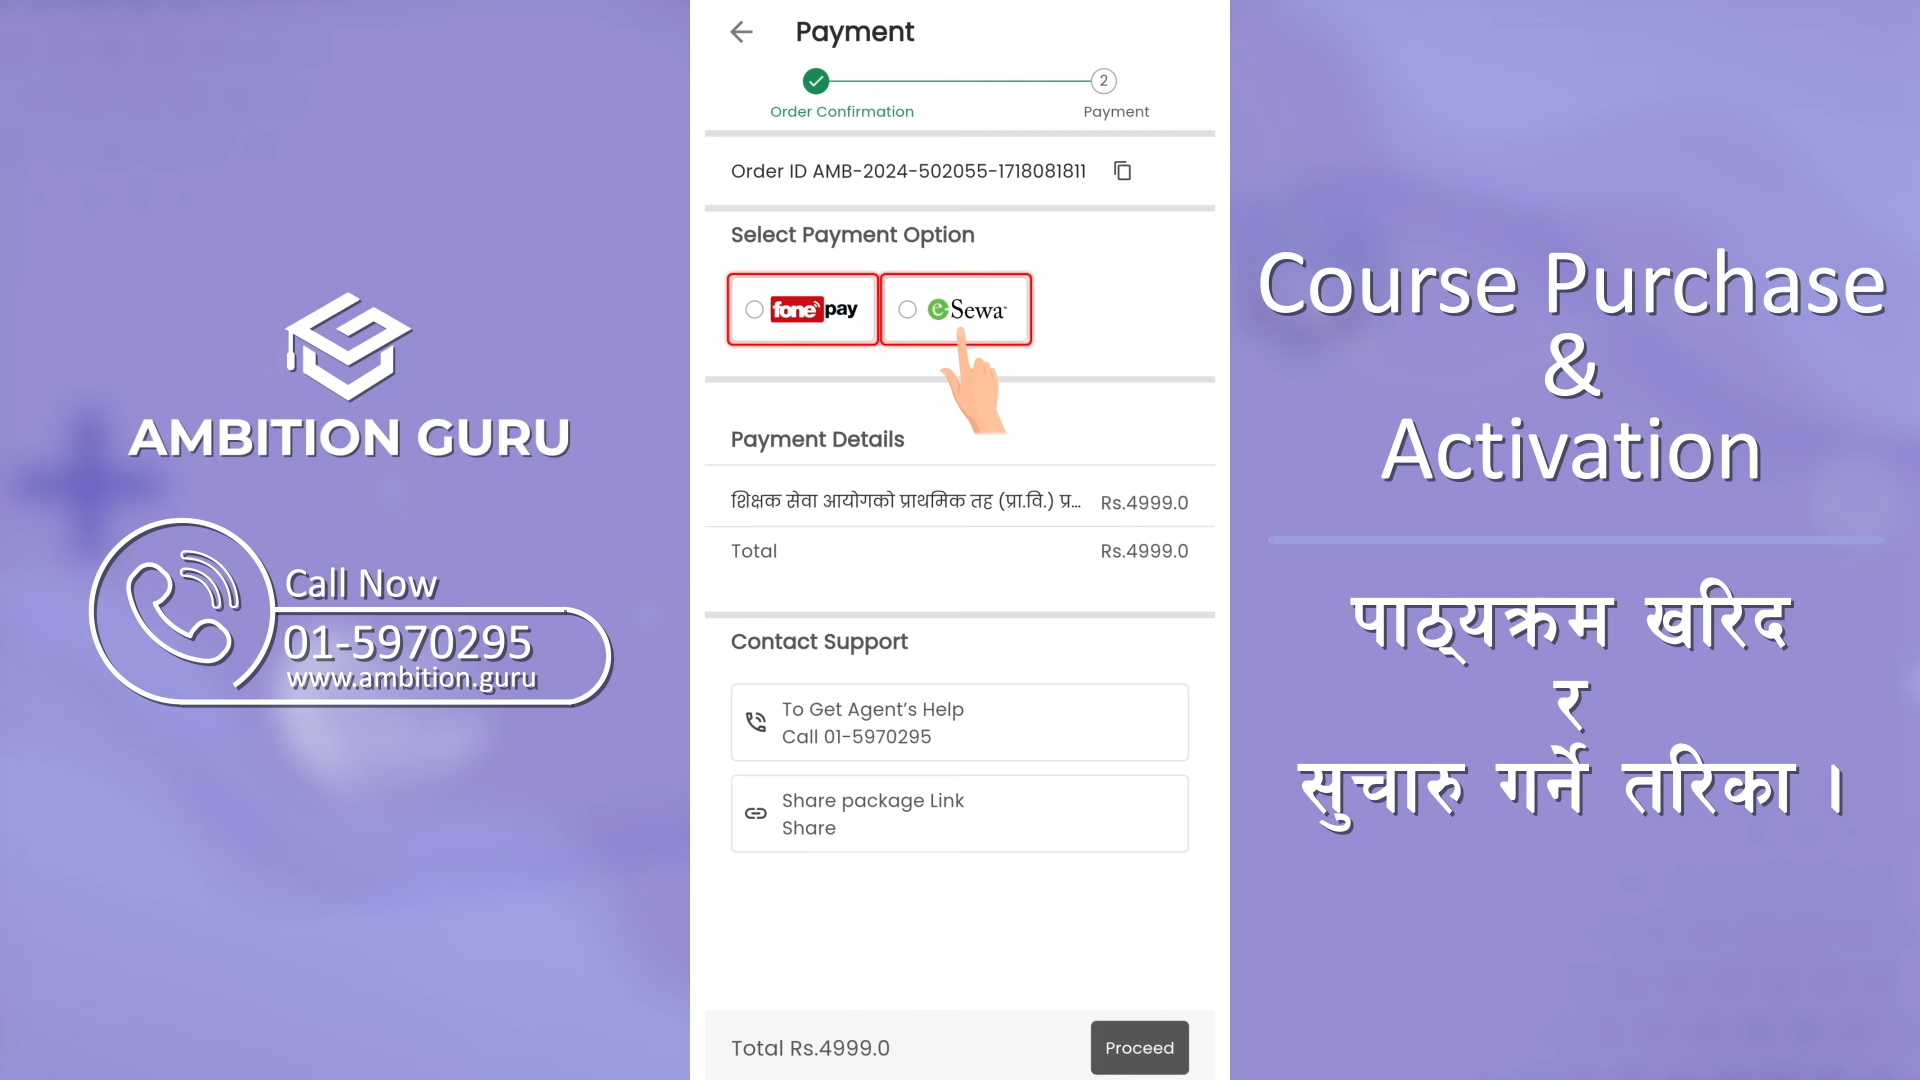 AMBITION GURU
Call Now
01-5970295
www.ambition.guru
Payment
2
Order Confirmation
Payment
Order ID AMB-2024-502055-1718081811
Select Payment Option
fonepay
eSewa
Payment Details
शिक्षक सेवा आयोगको प्राथमिक तह (प्रा.वि.) प्र... Rs.4999.0
Total Rs.4999.0
Contact Support
To Get Agent's Help
Call 01-5970295
Share package Link
Share
Total Rs.4999.0
Proceed
Course Purchase
&
Activation
पाठ्यक्रम खरिद
र
सुचारु गर्ने तरिका ।